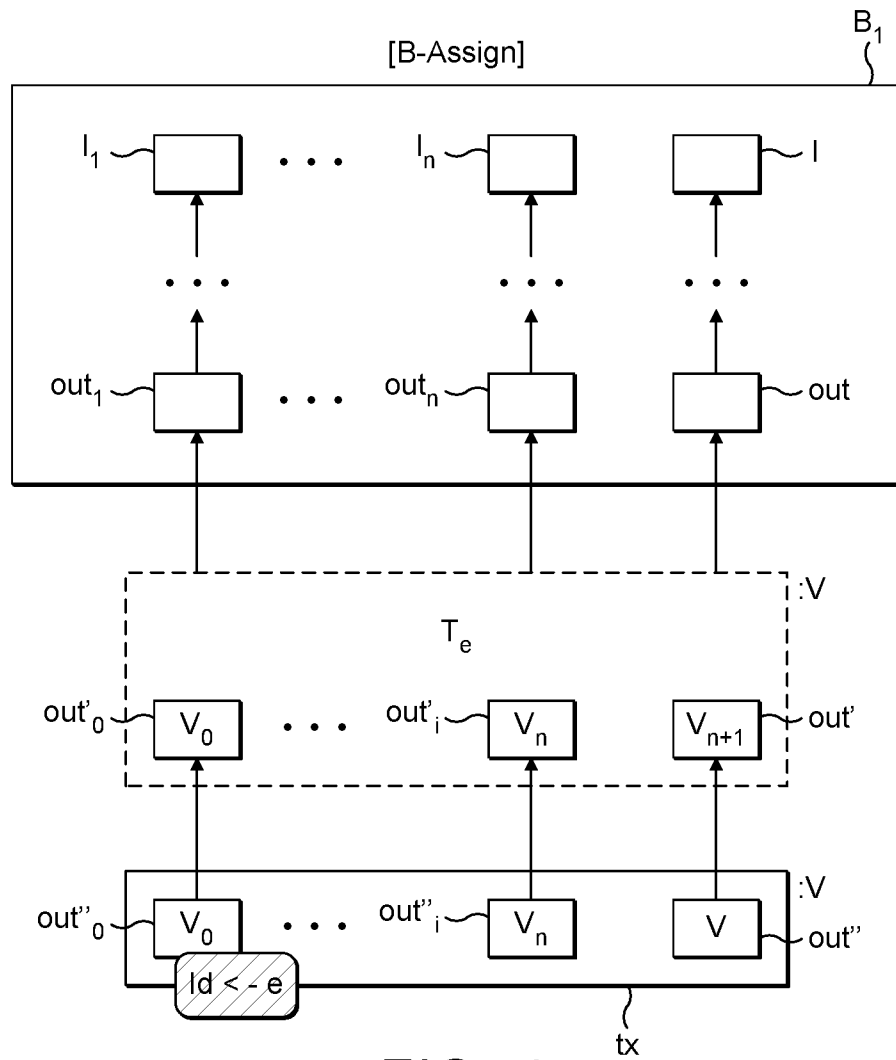 [B-Assign]
B₁
I₁ • • • Iₙ I
• • • • • • • • •
out₁ • • • outₙ out
:V
Tₑ
out'₀ V₀ • • • out'ᵢ Vₙ Vₙ₊₁ out'
:V
out''₀ V₀ • • • out''ᵢ Vₙ V out''
Id < - e
tx